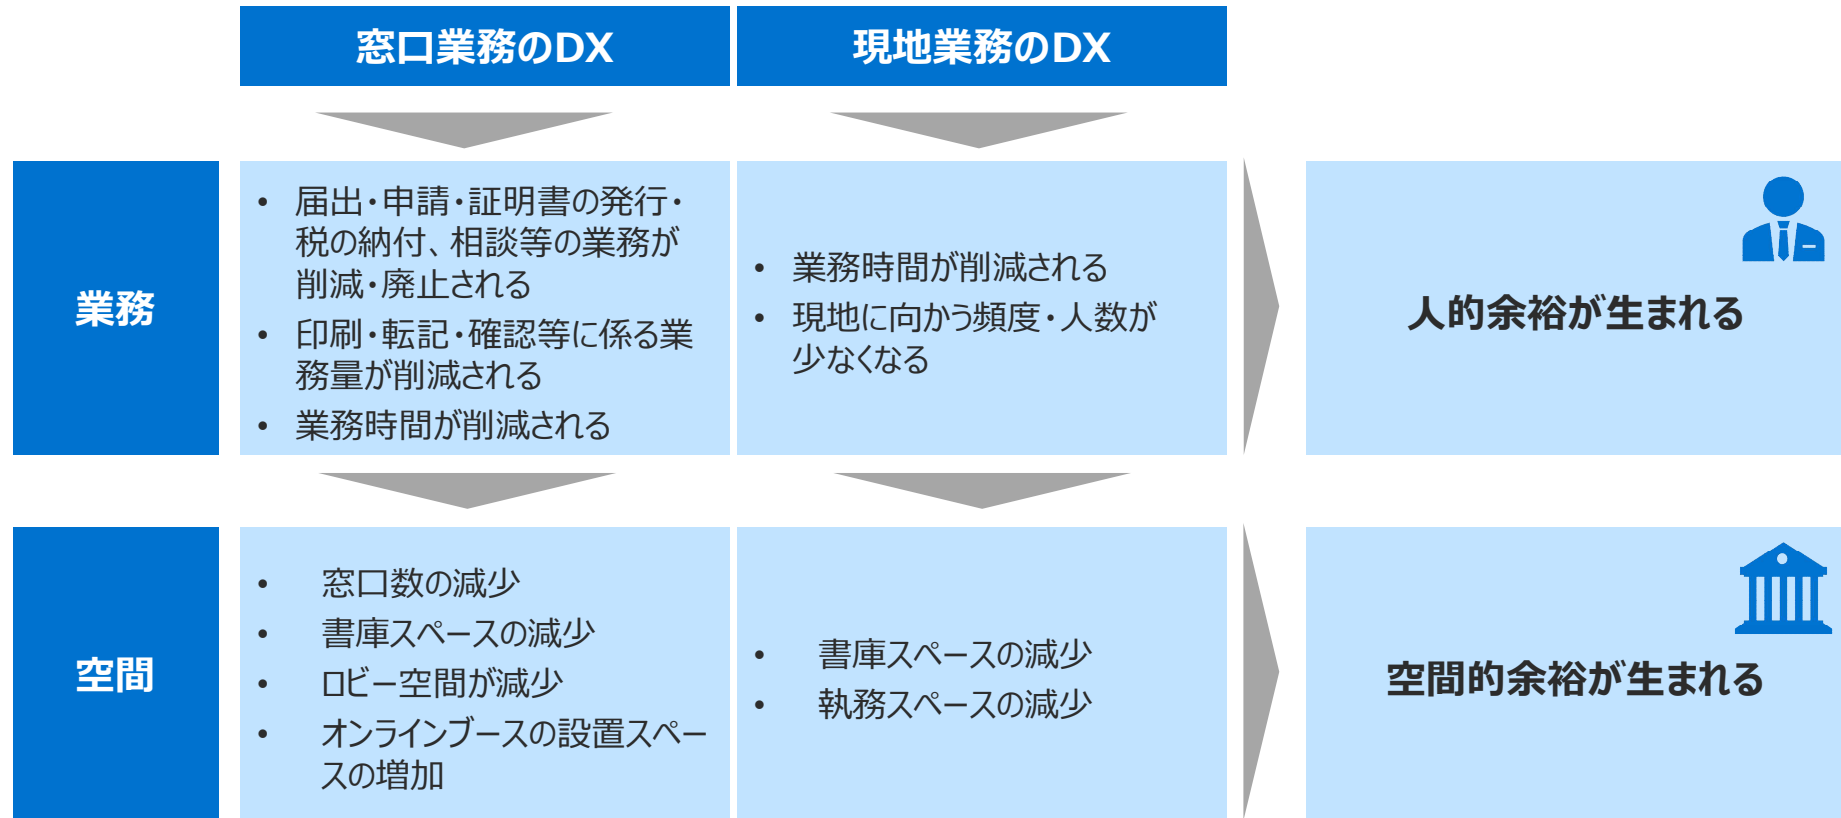 窓口業務のDX
現地業務のDX
業務
• 届出・申請・証明書の発行・
税の納付、相談等の業務が
削減・廃止される
• 印刷・転記・確認等に係る業
務量が削減される
• 業務時間が削減される
• 業務時間が削減される
• 現地に向かう頻度・人数が
少なくなる
人的余裕が生まれる
空間
• 窓口数の減少
• 書庫スペースの減少
• ロビー空間が減少
• オンラインブースの設置スペー
スの増加
• 書庫スペースの減少
• 執務スペースの減少
空間的余裕が生まれる